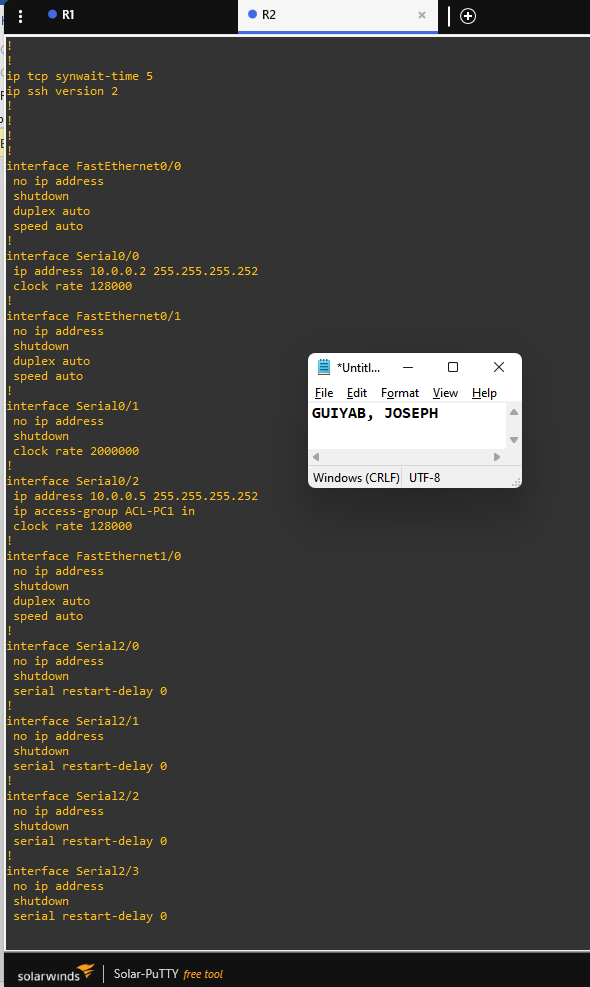 R1
R2
!
!
ip tcp synwait-time 5
ip ssh version 2
!
!
!
!
interface FastEthernet0/0
no ip address
shutdown
duplex auto
speed auto
!
interface Serial0/0
ip address 10.0.0.2 255.255.255.252
clock rate 128000
!
interface FastEthernet0/1
no ip address
shutdown
duplex auto
speed auto
!
interface Serial0/1
no ip address
shutdown
clock rate 2000000
!
interface Serial0/2
ip address 10.0.0.5 255.255.255.252
ip access-group ACL-PC1 in
clock rate 128000
!
interface FastEthernet1/0
no ip address
shutdown
duplex auto
speed auto
!
interface Serial2/0
no ip address
shutdown
serial restart-delay 0
!
interface Serial2/1
no ip address
shutdown
serial restart-delay 0
!
interface Serial2/2
no ip address
shutdown
serial restart-delay 0
!
interface Serial2/3
no ip address
shutdown
serial restart-delay 0
*Untitl...
File Edit Format View Help
GUIYAB, JOSEPH
Windows (CRLF) UTF-8
solarwinds Solar-PuTTY free tool